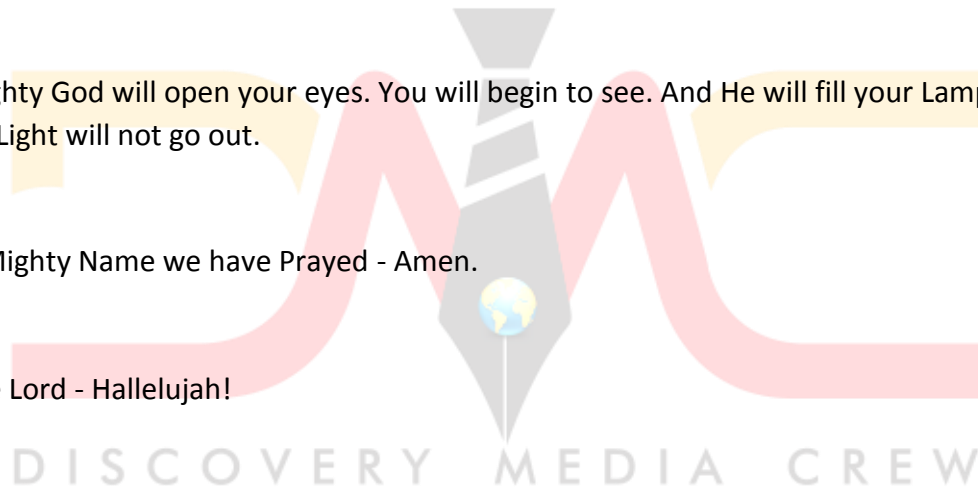 ghty God will open your eyes. You will begin to see. And He will fill your Lamp
Light will not go out.
Mighty Name we have Prayed - Amen.
Lord - Hallelujah!
DISCOVERY MEDIA CREW